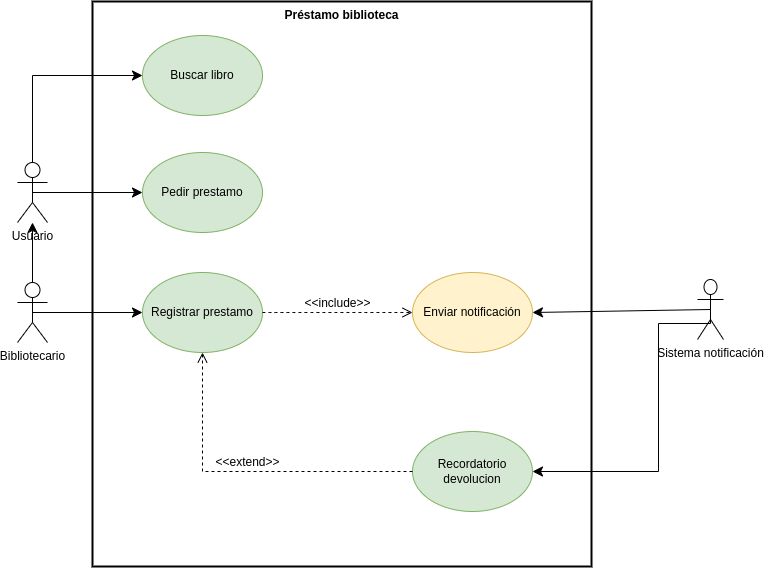 Préstamo biblioteca
Buscar libro
Pedir prestamo
Usuario
Registrar prestamo
<<include>>
Enviar notificación
Bibliotecario
Sistema notificación
<<extend>>
Recordatorio
devolucion